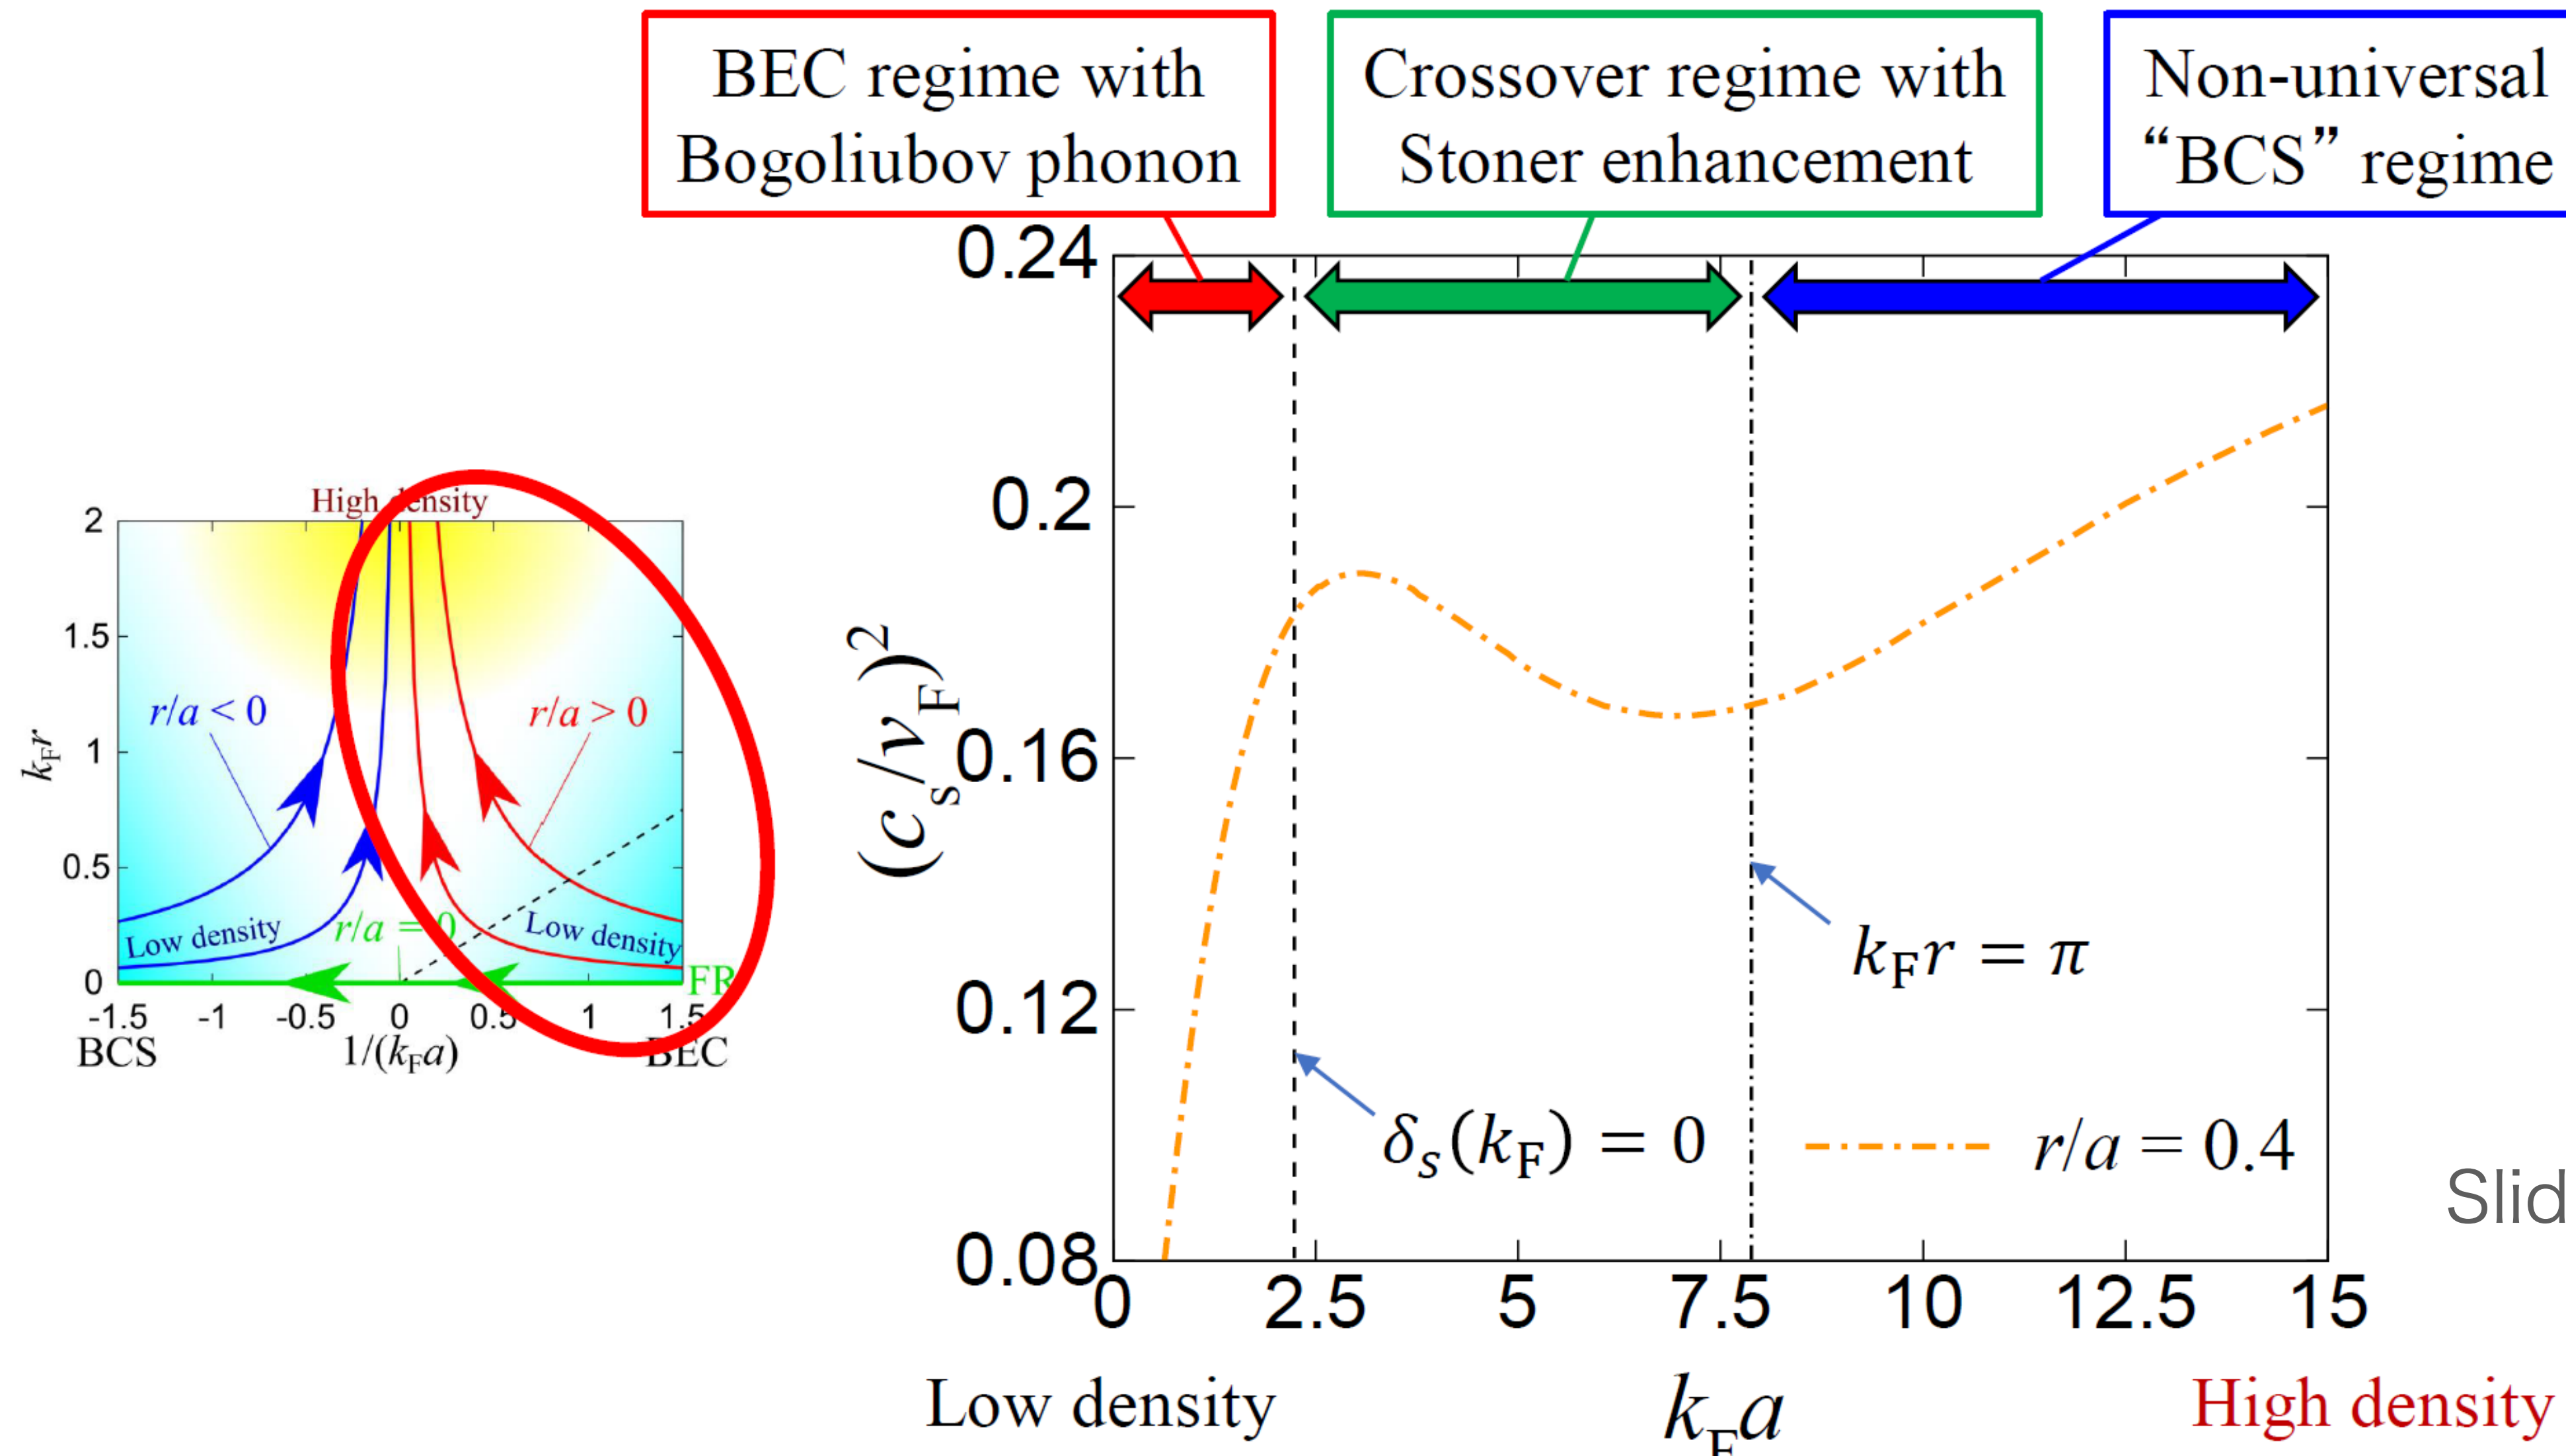 BEC regime with
Bogoliubov phonon
Crossover regime with
Stoner enhancement
Non-universal
“BCS” regime
High density
2
1.5
1
0.5
0
k_F r
r/a < 0
r/a > 0
r/a = 0
Low density
Low density
FR
-1.5
-1
-0.5
0
0.5
1
1.5
BCS
1/(k_F a)
BEC
0.24
0.2
0.16
0.12
0.08
(c_s/v_F)^2
k_F r = π
δ_s(k_F) = 0
r/a = 0.4
0
2.5
5
7.5
10
12.5
15
Low density
k_F a
High density
Slid